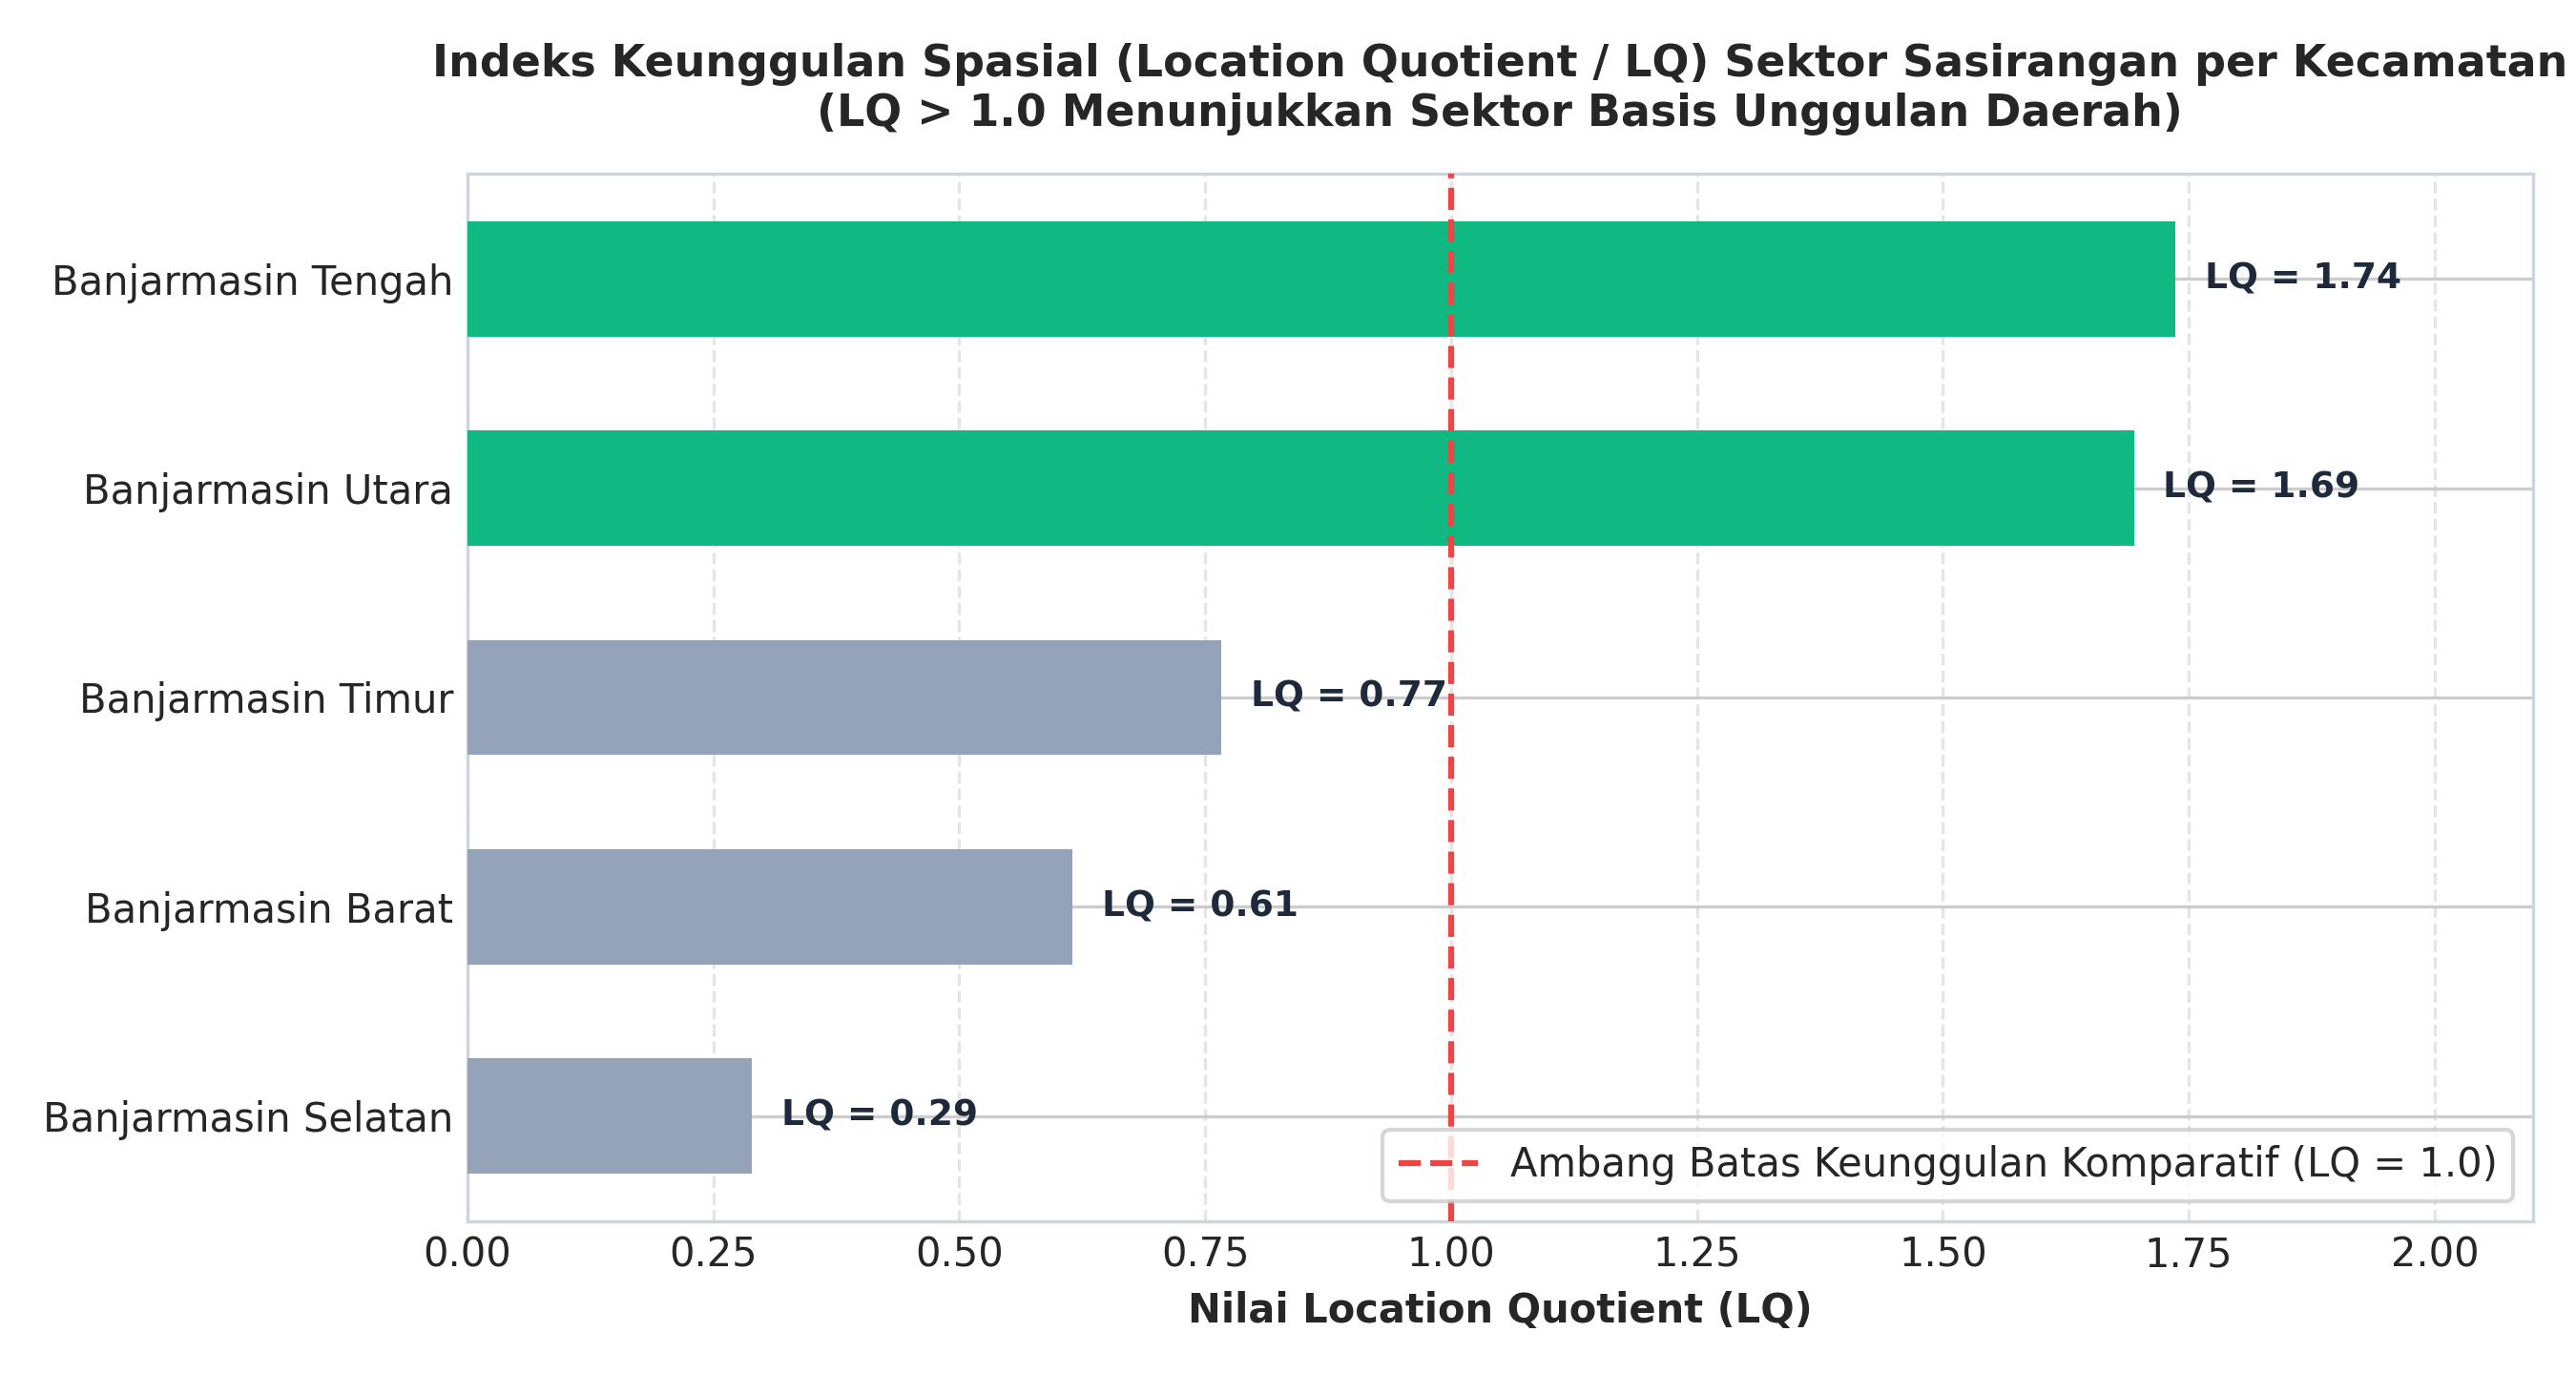 Indeks Keunggulan Spasial (Location Quotient / LQ) Sektor Sasirangan per Kecamatan
(LQ > 1.0 Menunjukkan Sektor Basis Unggulan Daerah)
Banjarmasin Tengah
LQ = 1.74
Banjarmasin Utara
LQ = 1.69
Banjarmasin Timur
LQ = 0.77
Banjarmasin Barat
LQ = 0.61
Banjarmasin Selatan
LQ = 0.29
Ambang Batas Keunggulan Komparatif (LQ = 1.0)
0.00 0.25 0.50 0.75 1.00 1.25 1.50 1.75 2.00
Nilai Location Quotient (LQ)